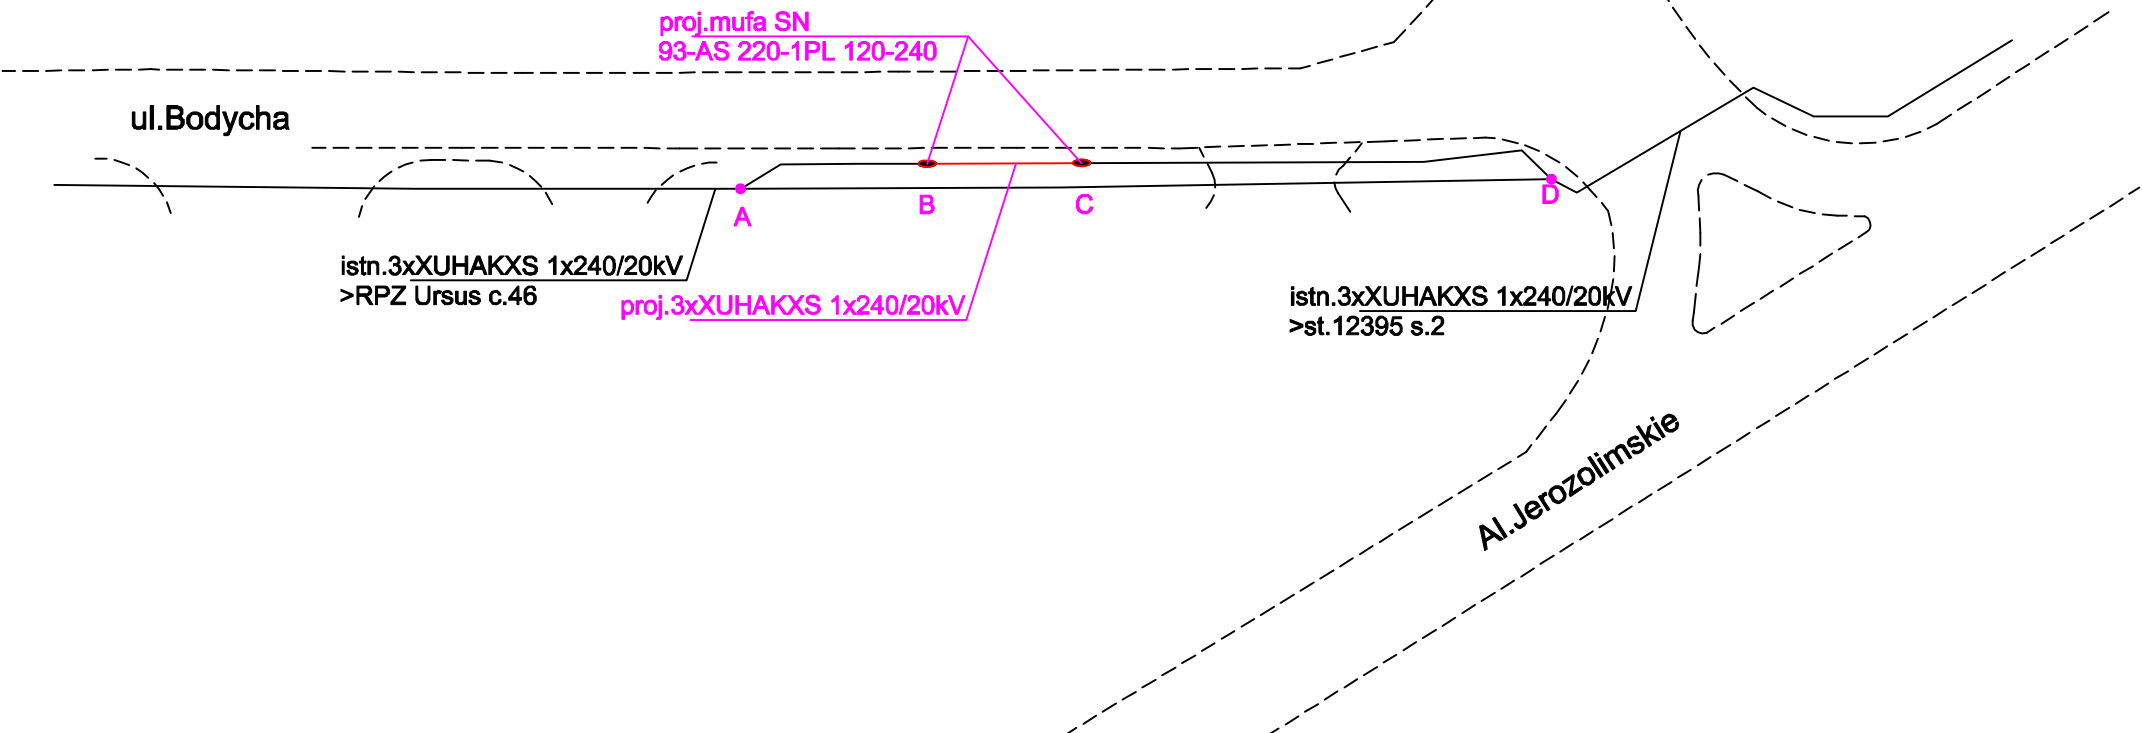 proj.mufa SN
93-AS 220-1PL 120-240
ul.Bodycha
A
B
C
D
istn.3xXUHAKXS 1x240/20kV
>RPZ Ursus c.46
proj.3xXUHAKXS 1x240/20kV
istn.3xXUHAKXS 1x240/20kV
>st.12395 s.2
Al.Jerozolimskie